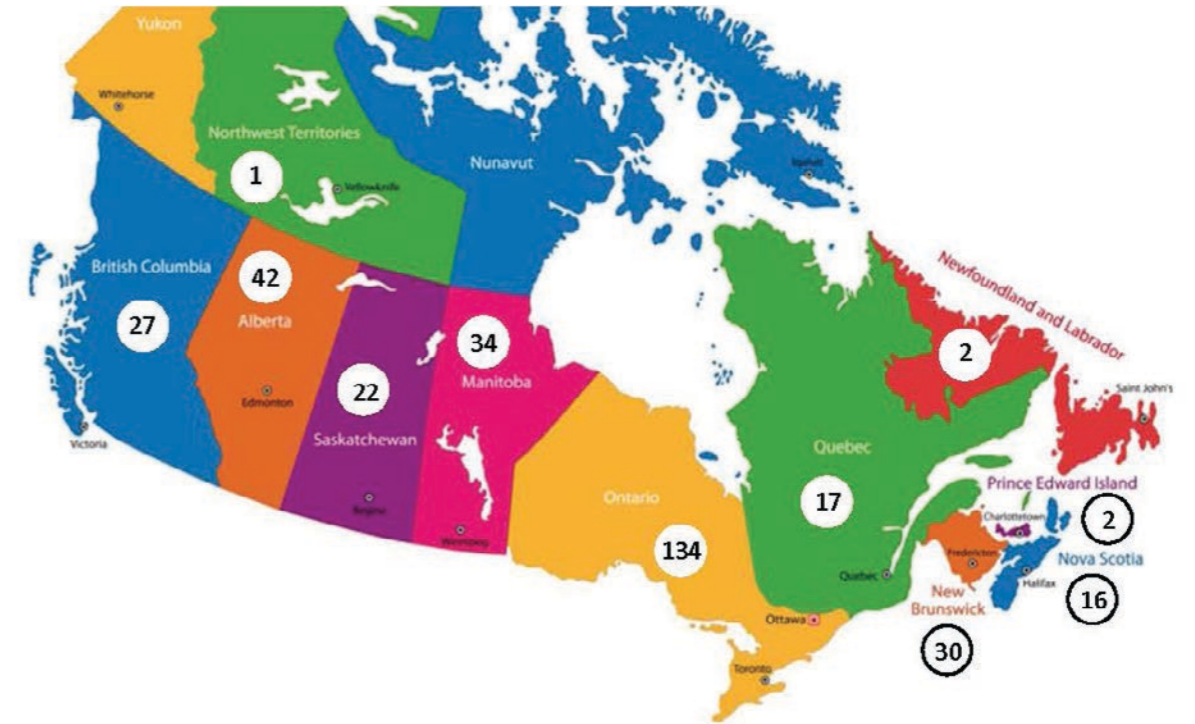 Yukon
Whitehorse
Northwest Territories
1
Yellowknife
Nunavut
Iqaluit
British Columbia
27
Victoria
42
Alberta
Edmonton
22
Saskatchewan
Regina
34
Manitoba
Winnipeg
Ontario
134
Ottawa
Toronto
Quebec
17
Quebec
Newfoundland and Labrador
2
Saint John's
Prince Edward Island
Charlottetown
2
Nova Scotia
Halifax
16
Fredericton
New
Brunswick
30